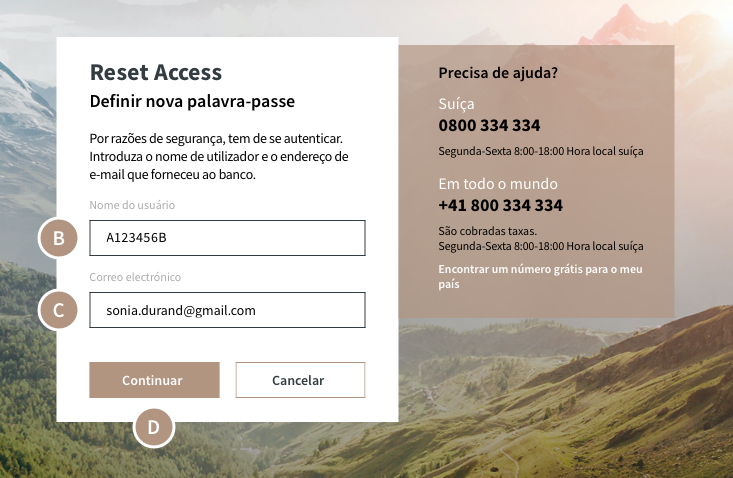 Reset Access
Definir nova palavra-passe
Por razões de segurança, tem de se autenticar.
Introduza o nome de utilizador e o endereço de
e-mail que forneceu ao banco.
Nome do usuário
B
A123456B
Correo electrónico
C
sonia.durand@gmail.com
Continuar
Cancelar
D
Precisa de ajuda?
Suíça
0800 334 334
Segunda-Sexta 8:00-18:00 Hora local suíça
Em todo o mundo
+41 800 334 334
São cobradas taxas.
Segunda-Sexta 8:00-18:00 Hora local suíça
Encontrar um número grátis para o meu
país